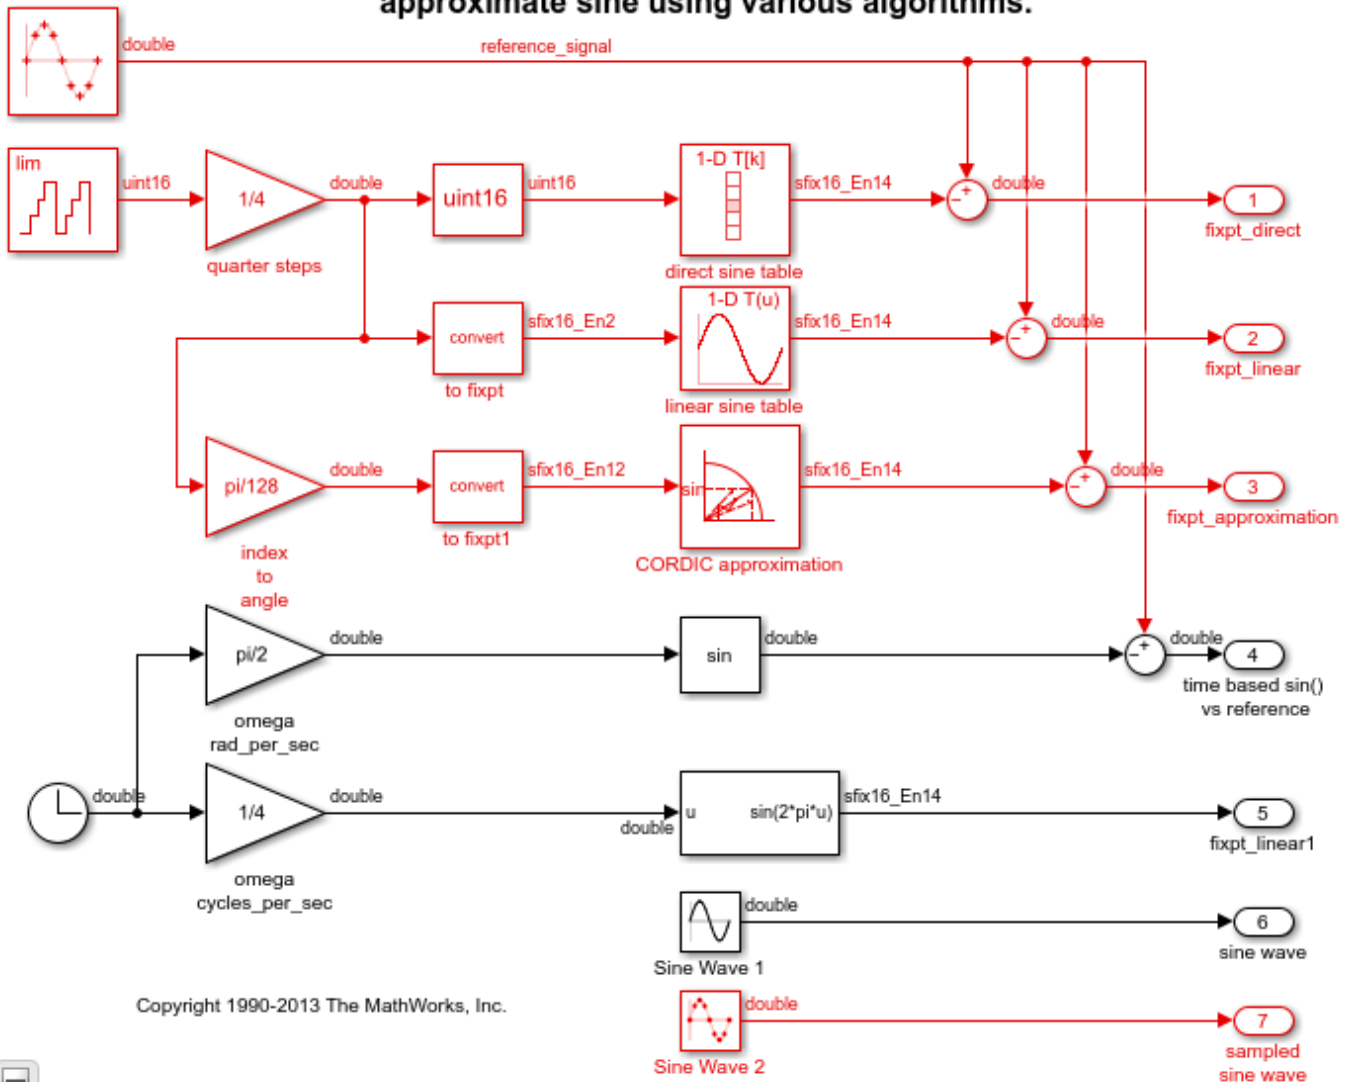 approximate sine using various algorithms.
double
reference_signal
lim
uint16
1/4
quarter steps
double
uint16
uint16
1-D T[k]
direct sine table
sfix16_En14
− +
double
1
fixpt_direct
convert
to fixpt
sfix16_En2
1-D T(u)
linear sine table
sfix16_En14
− +
double
2
fixpt_linear
pi/128
index
to
angle
double
convert
to fixpt1
sfix16_En12
sin
CORDIC approximation
sfix16_En14
− +
double
3
fixpt_approximation
pi/2
omega
rad_per_sec
double
sin
double
− +
double
4
time based sin()
vs reference
double
1/4
omega
cycles_per_sec
double
double
u sin(2*pi*u)
sfix16_En14
5
fixpt_linear1
double
Sine Wave 1
6
sine wave
Copyright 1990-2013 The MathWorks, Inc.
double
Sine Wave 2
7
sampled
sine wave